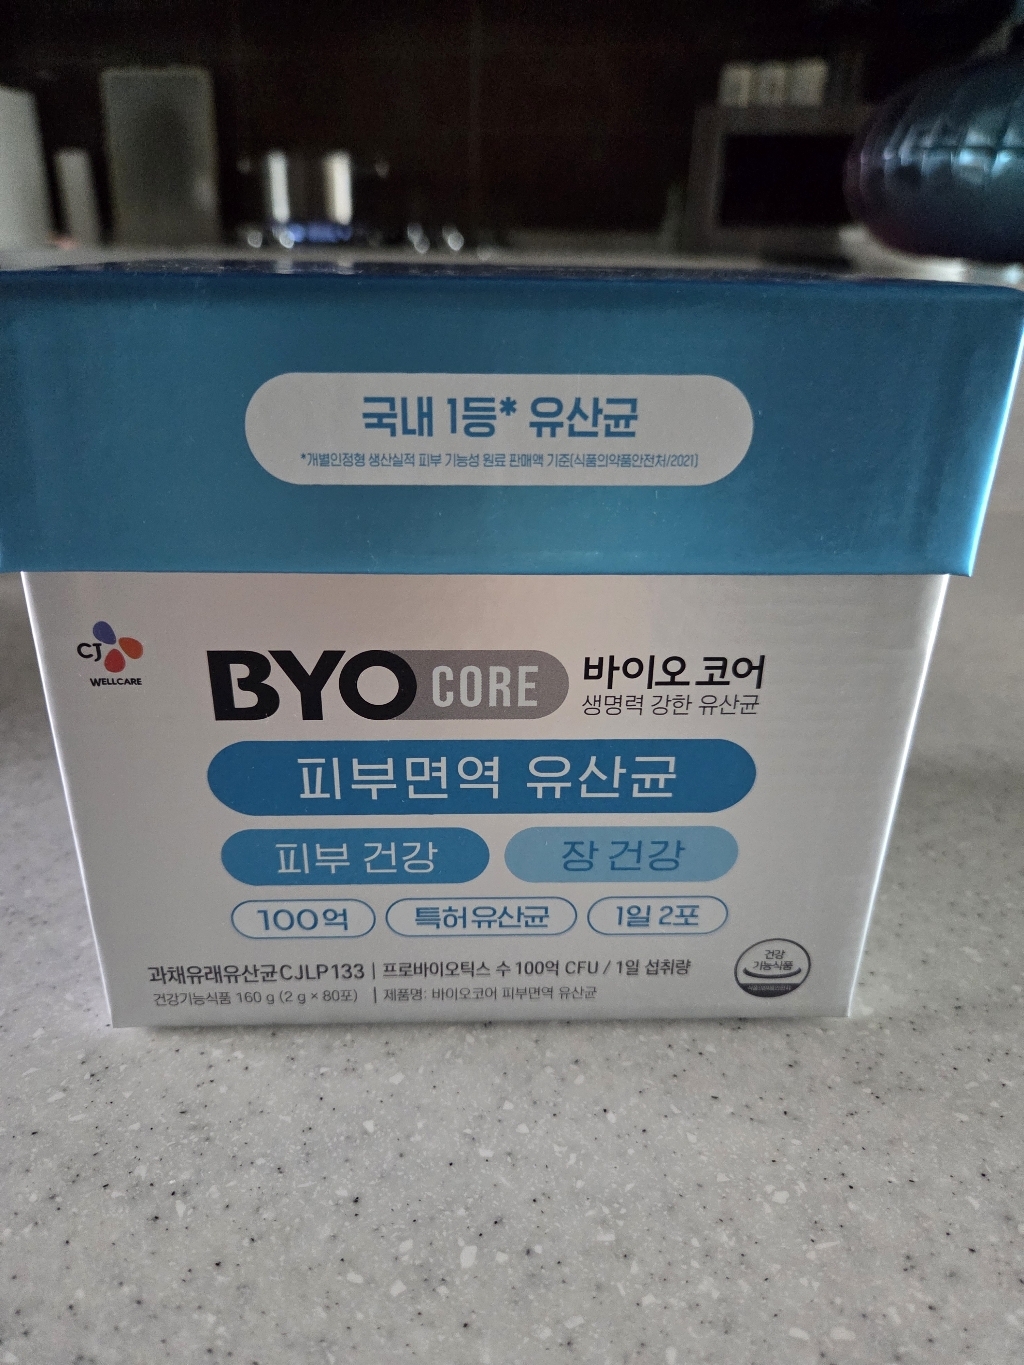 국내 1등* 유산균
*개별인정형 생산실적 피부 기능성 원료 판매액 기준(식품의약품안전처/2021)
CJ
WELLCARE
BYO CORE 바이오 코어
생명력 강한 유산균
피부면역 유산균
피부 건강 장 건강
100억 특허유산균 1일 2포
과채유래유산균CJLP133 | 프로바이오틱스 수 100억 CFU / 1일 섭취량
건강기능식품 160 g (2 g × 80포) | 제품명: 바이오코어 피부면역 유산균
건강
기능식품